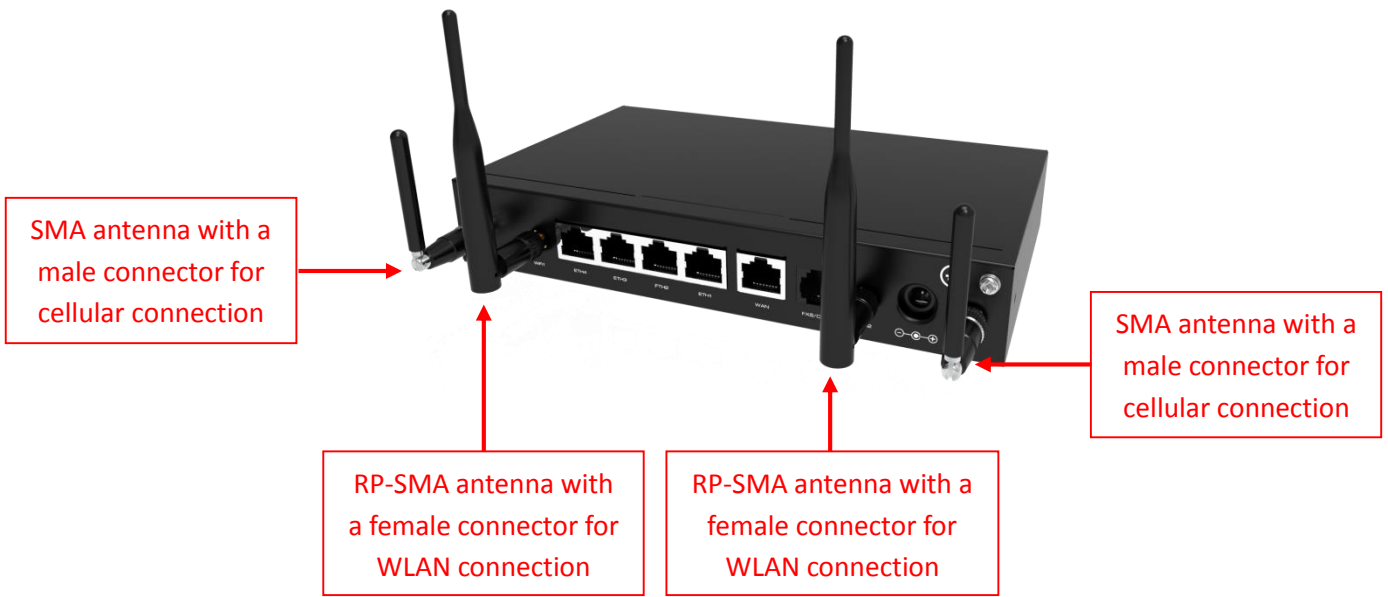 SMA antenna with a
male connector for
cellular connection
WIFI
ETH4
ETH3
ETH2
ETH1
WAN
SMA antenna with a
male connector for
cellular connection
RP-SMA antenna with
a female connector for
WLAN connection
RP-SMA antenna with a
female connector for
WLAN connection